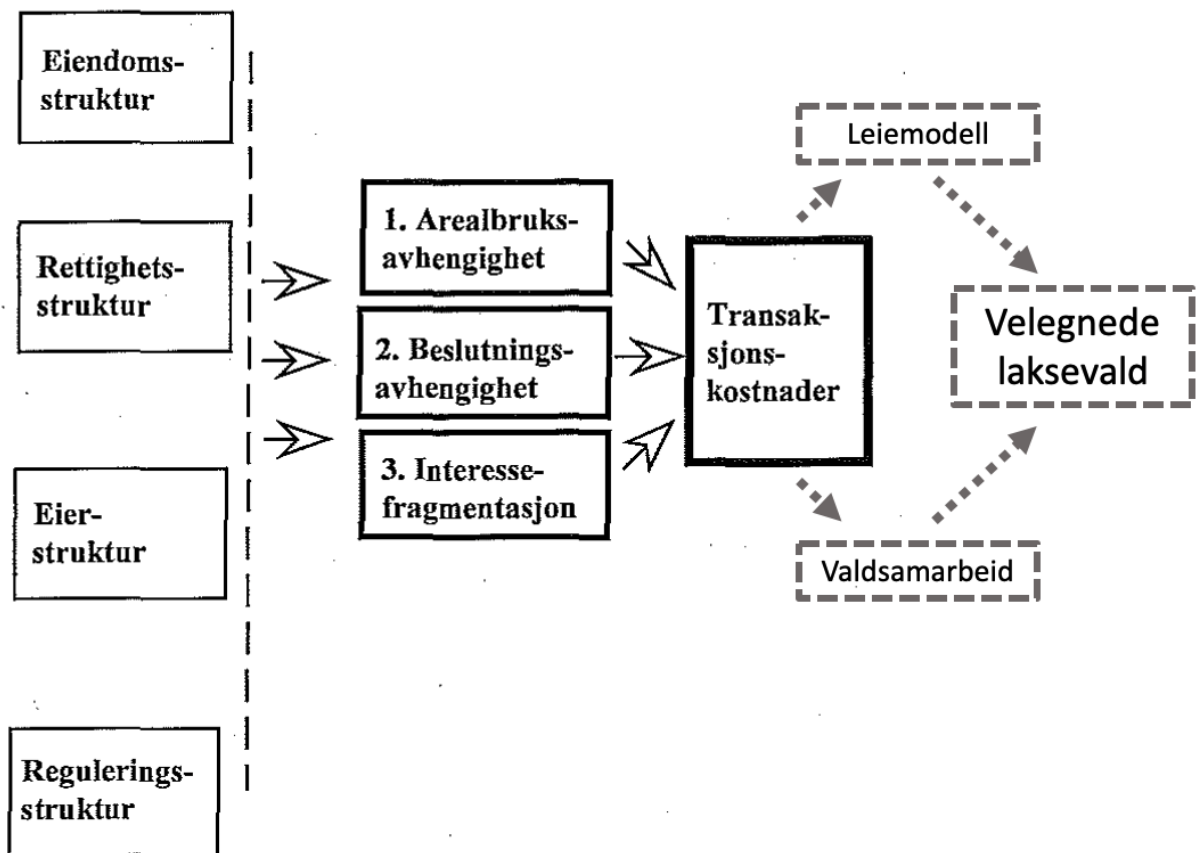 Eiendoms-
struktur
Rettighets-
struktur
Eier-
struktur
Regulerings-
struktur
1. Arealbruks-
avhengighet
2. Beslutnings-
avhengighet
3. Interesse-
fragmentasjon
Transak-
sjons-
kostnader
Leiemodell
Valdsamarbeid
Velegnede
laksevald